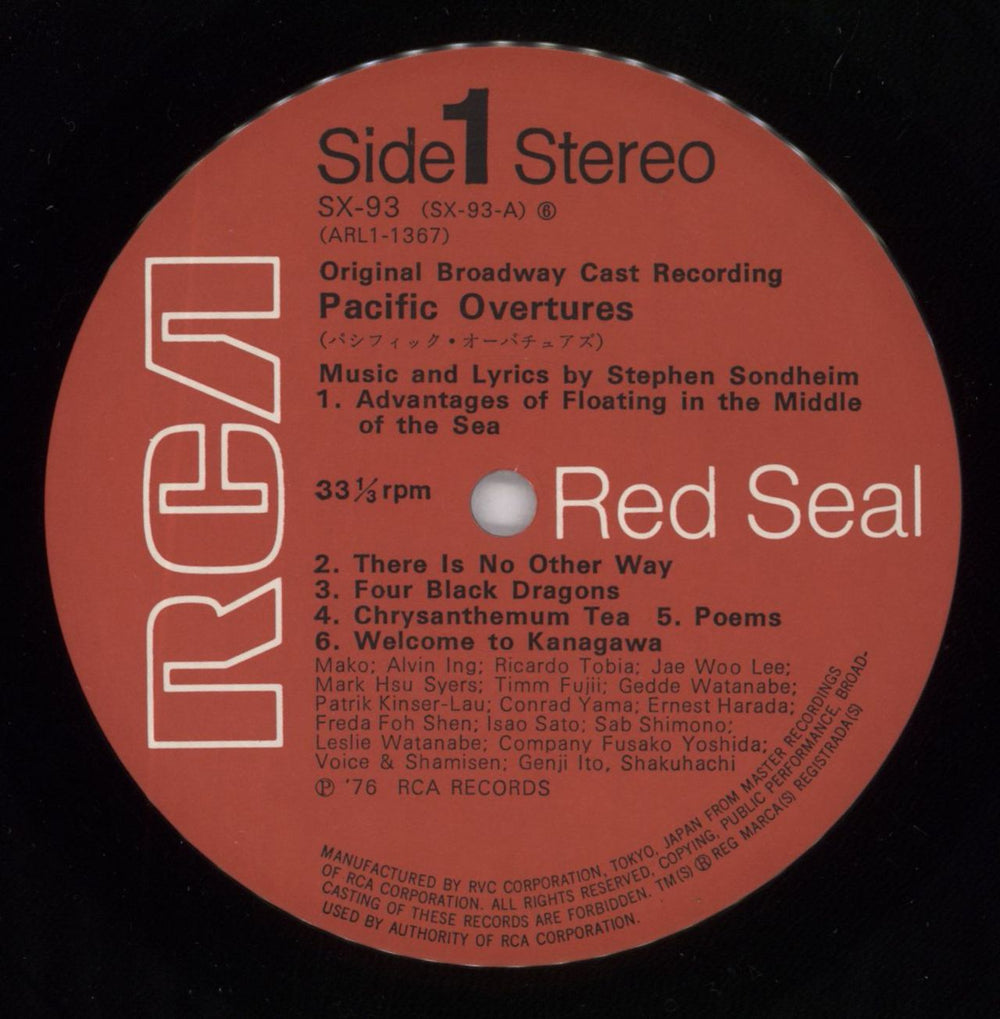 Side 1 Stereo
SX-93 (SX-93-A) ⑥
(ARL1-1367)
Original Broadway Cast Recording
Pacific Overtures
(パシフィック・オーバチュアズ)
Music and Lyrics by Stephen Sondheim
1. Advantages of Floating in the Middle
of the Sea
33⅓ rpm
Red Seal
RCA
2. There Is No Other Way
3. Four Black Dragons
4. Chrysanthemum Tea 5. Poems
6. Welcome to Kanagawa
Mako; Alvin Ing; Ricardo Tobia; Jae Woo Lee;
Mark Hsu Syers; Timm Fujii; Gedde Watanabe;
Patrik Kinser-Lau; Conrad Yama; Ernest Harada;
Freda Foh Shen; Isao Sato; Sab Shimono;
Leslie Watanabe; Company Fusako Yoshida;
Voice & Shamisen; Genji Ito, Shakuhachi
℗ '76 RCA RECORDS
MANUFACTURED BY RVC CORPORATION, TOKYO, JAPAN FROM MASTER RECORDINGS
OF RCA CORPORATION. ALL RIGHTS RESERVED, COPYING, PUBLIC PERFORMANCE, BROAD-
CASTING OF THESE RECORDS ARE FORBIDDEN. TM(S) ® REG MARCA(S) REGISTRADA(S)
USED BY AUTHORITY OF RCA CORPORATION.